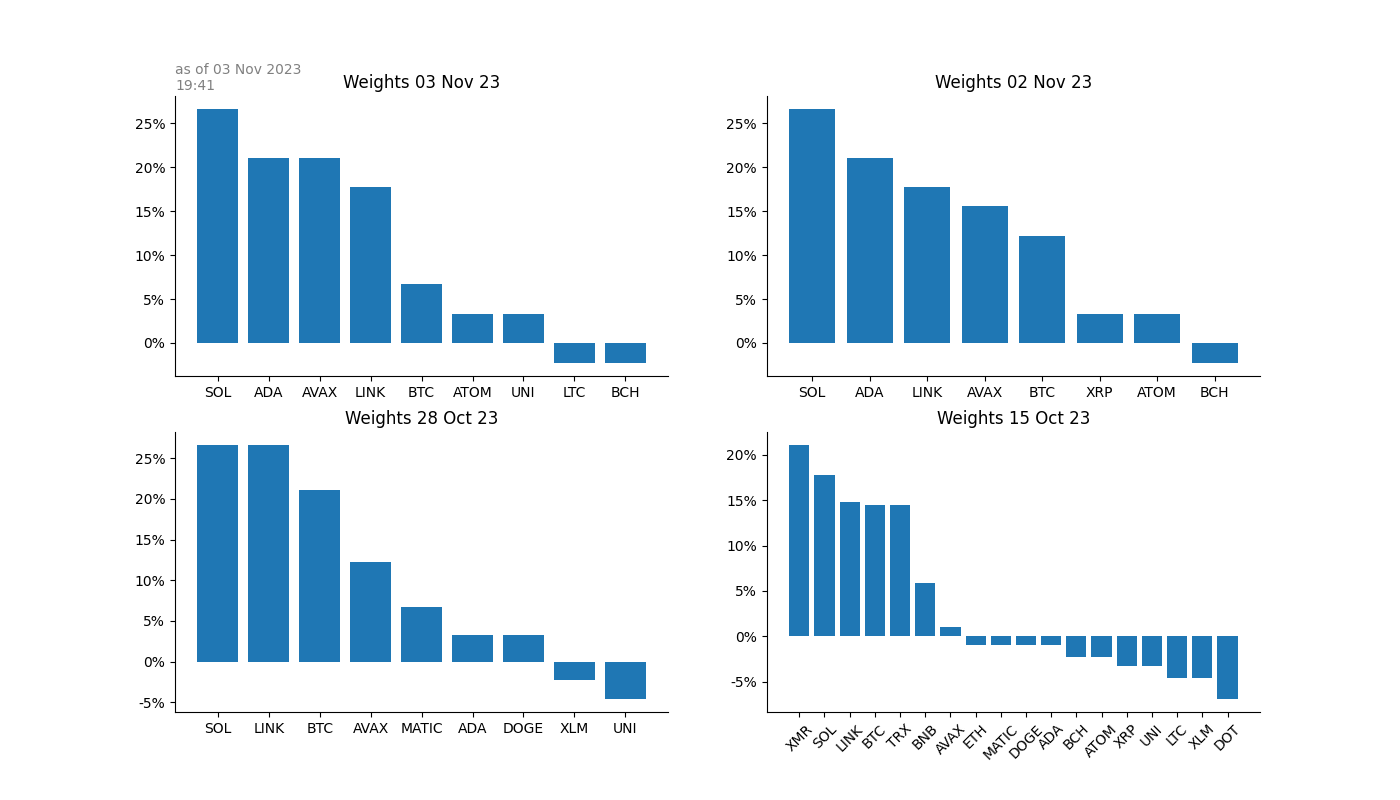 as of 03 Nov 2023
19:41
Weights 03 Nov 23
25%
20%
15%
10%
5%
0%
SOL ADA AVAX LINK BTC ATOM UNI LTC BCH
Weights 02 Nov 23
25%
20%
15%
10%
5%
0%
SOL ADA LINK AVAX BTC XRP ATOM BCH
Weights 28 Oct 23
25%
20%
15%
10%
5%
0%
-5%
SOL LINK BTC AVAX MATIC ADA DOGE XLM UNI
Weights 15 Oct 23
20%
15%
10%
5%
0%
-5%
XMR SOL LINK BTC TRX BNB AVAX ETH MATIC DOGE ADA BCH ATOM XRP UNI LTC XLM DOT